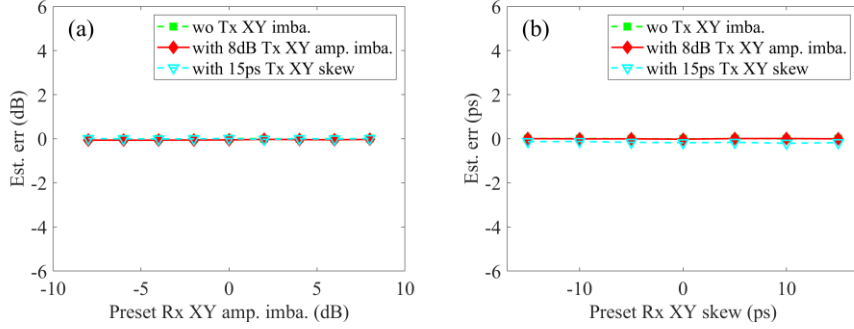 (a)
wo Tx XY imba.
with 8dB Tx XY amp. imba.
with 15ps Tx XY skew
6
4
2
0
-2
-4
-6
Est. err (dB)
-10
-5
0
5
10
Preset Rx XY amp. imba. (dB)
(b)
wo Tx XY imba.
with 8dB Tx XY amp. imba.
with 15ps Tx XY skew
6
4
2
0
-2
-4
-6
Est. err (ps)
-10
0
10
Preset Rx XY skew (ps)